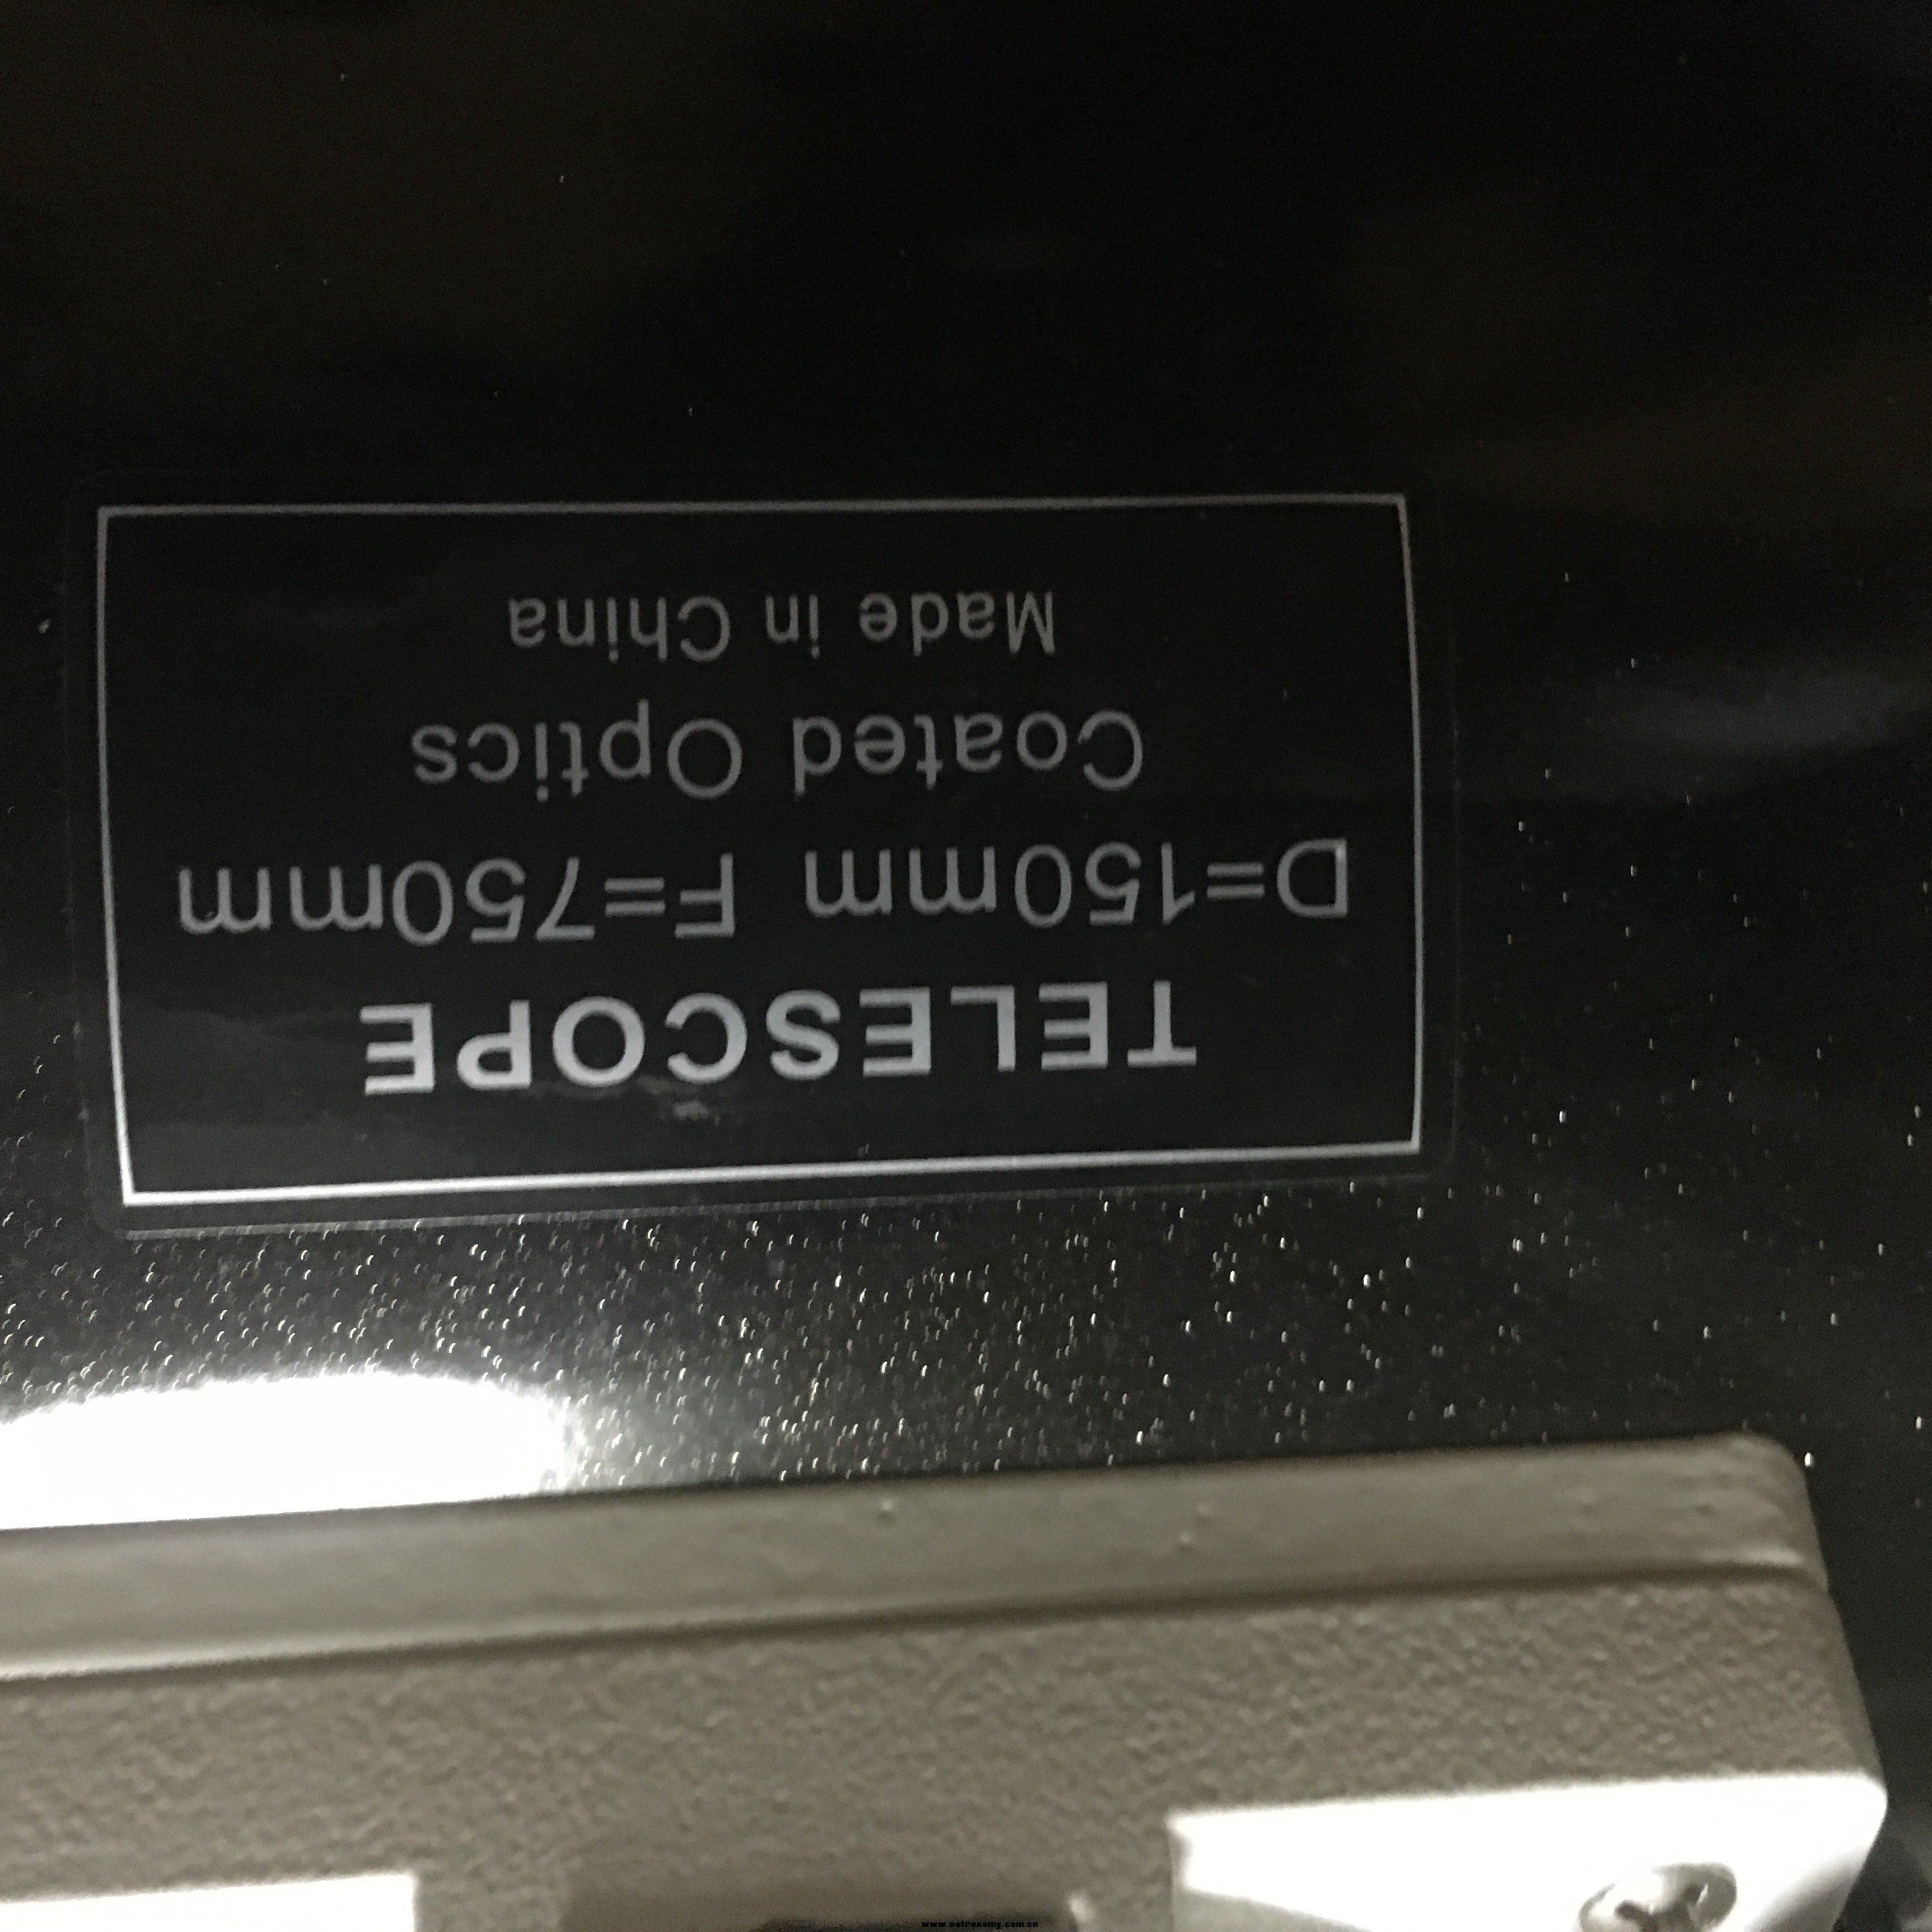 TELESCOPE
D=150mm F=750mm
Coated Optics
Made in China
www.astronomy.com.cn